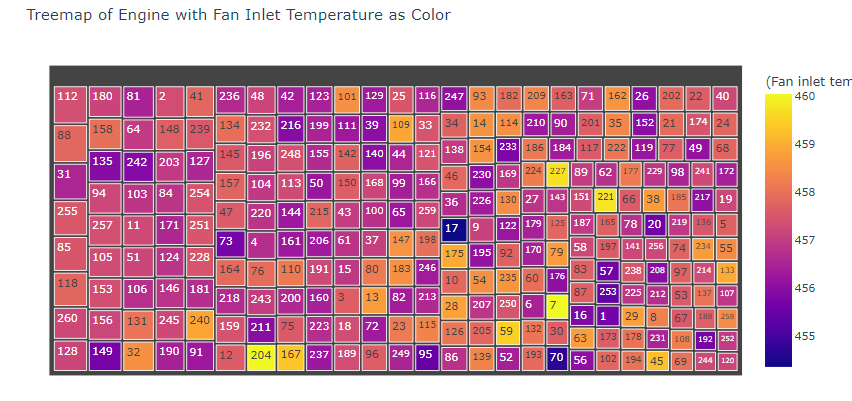 Treemap of Engine with Fan Inlet Temperature as Color
(Fan inlet tem
112 180 81 2 41 236 48 42 123 101 129 25 116 247 93 182 209 163 71 162 26 202 22 40
88 158 64 148 239 134 232 216 199 111 39 109 33 34 14 114 210 90 201 35 152 21 174 24
31 135 242 203 127 145 196 248 155 142 140 44 121 138 154 233 186 184 117 222 119 77 49 68
255 94 103 84 254 157 104 113 50 150 168 99 166 46 230 169 224 227 89 62 177 229 98 241 172
85 257 11 171 251 47 220 144 215 43 100 65 259 36 226 130 27 143 151 221 66 38 185 217 19
118 105 51 124 228 73 4 161 206 61 37 147 198 17 9 122 179 125 187 165 78 20 219 136 5
260 153 106 146 181 164 76 110 191 15 80 183 246 175 195 92 170 79 58 197 141 256 74 234 55
128 156 131 245 240 218 243 200 160 3 13 82 213 10 54 235 60 176 83 57 238 208 97 214 133
149 32 190 91 159 211 75 223 18 72 23 115 28 207 250 6 7 87 253 225 212 53 137 107
12 204 167 237 189 96 249 95 126 205 59 132 30 16 1 29 8 67 188 258
86 139 52 193 70 63 173 178 231 108 192 252
56 102 194 45 69 244 120
460
459
458
457
456
455